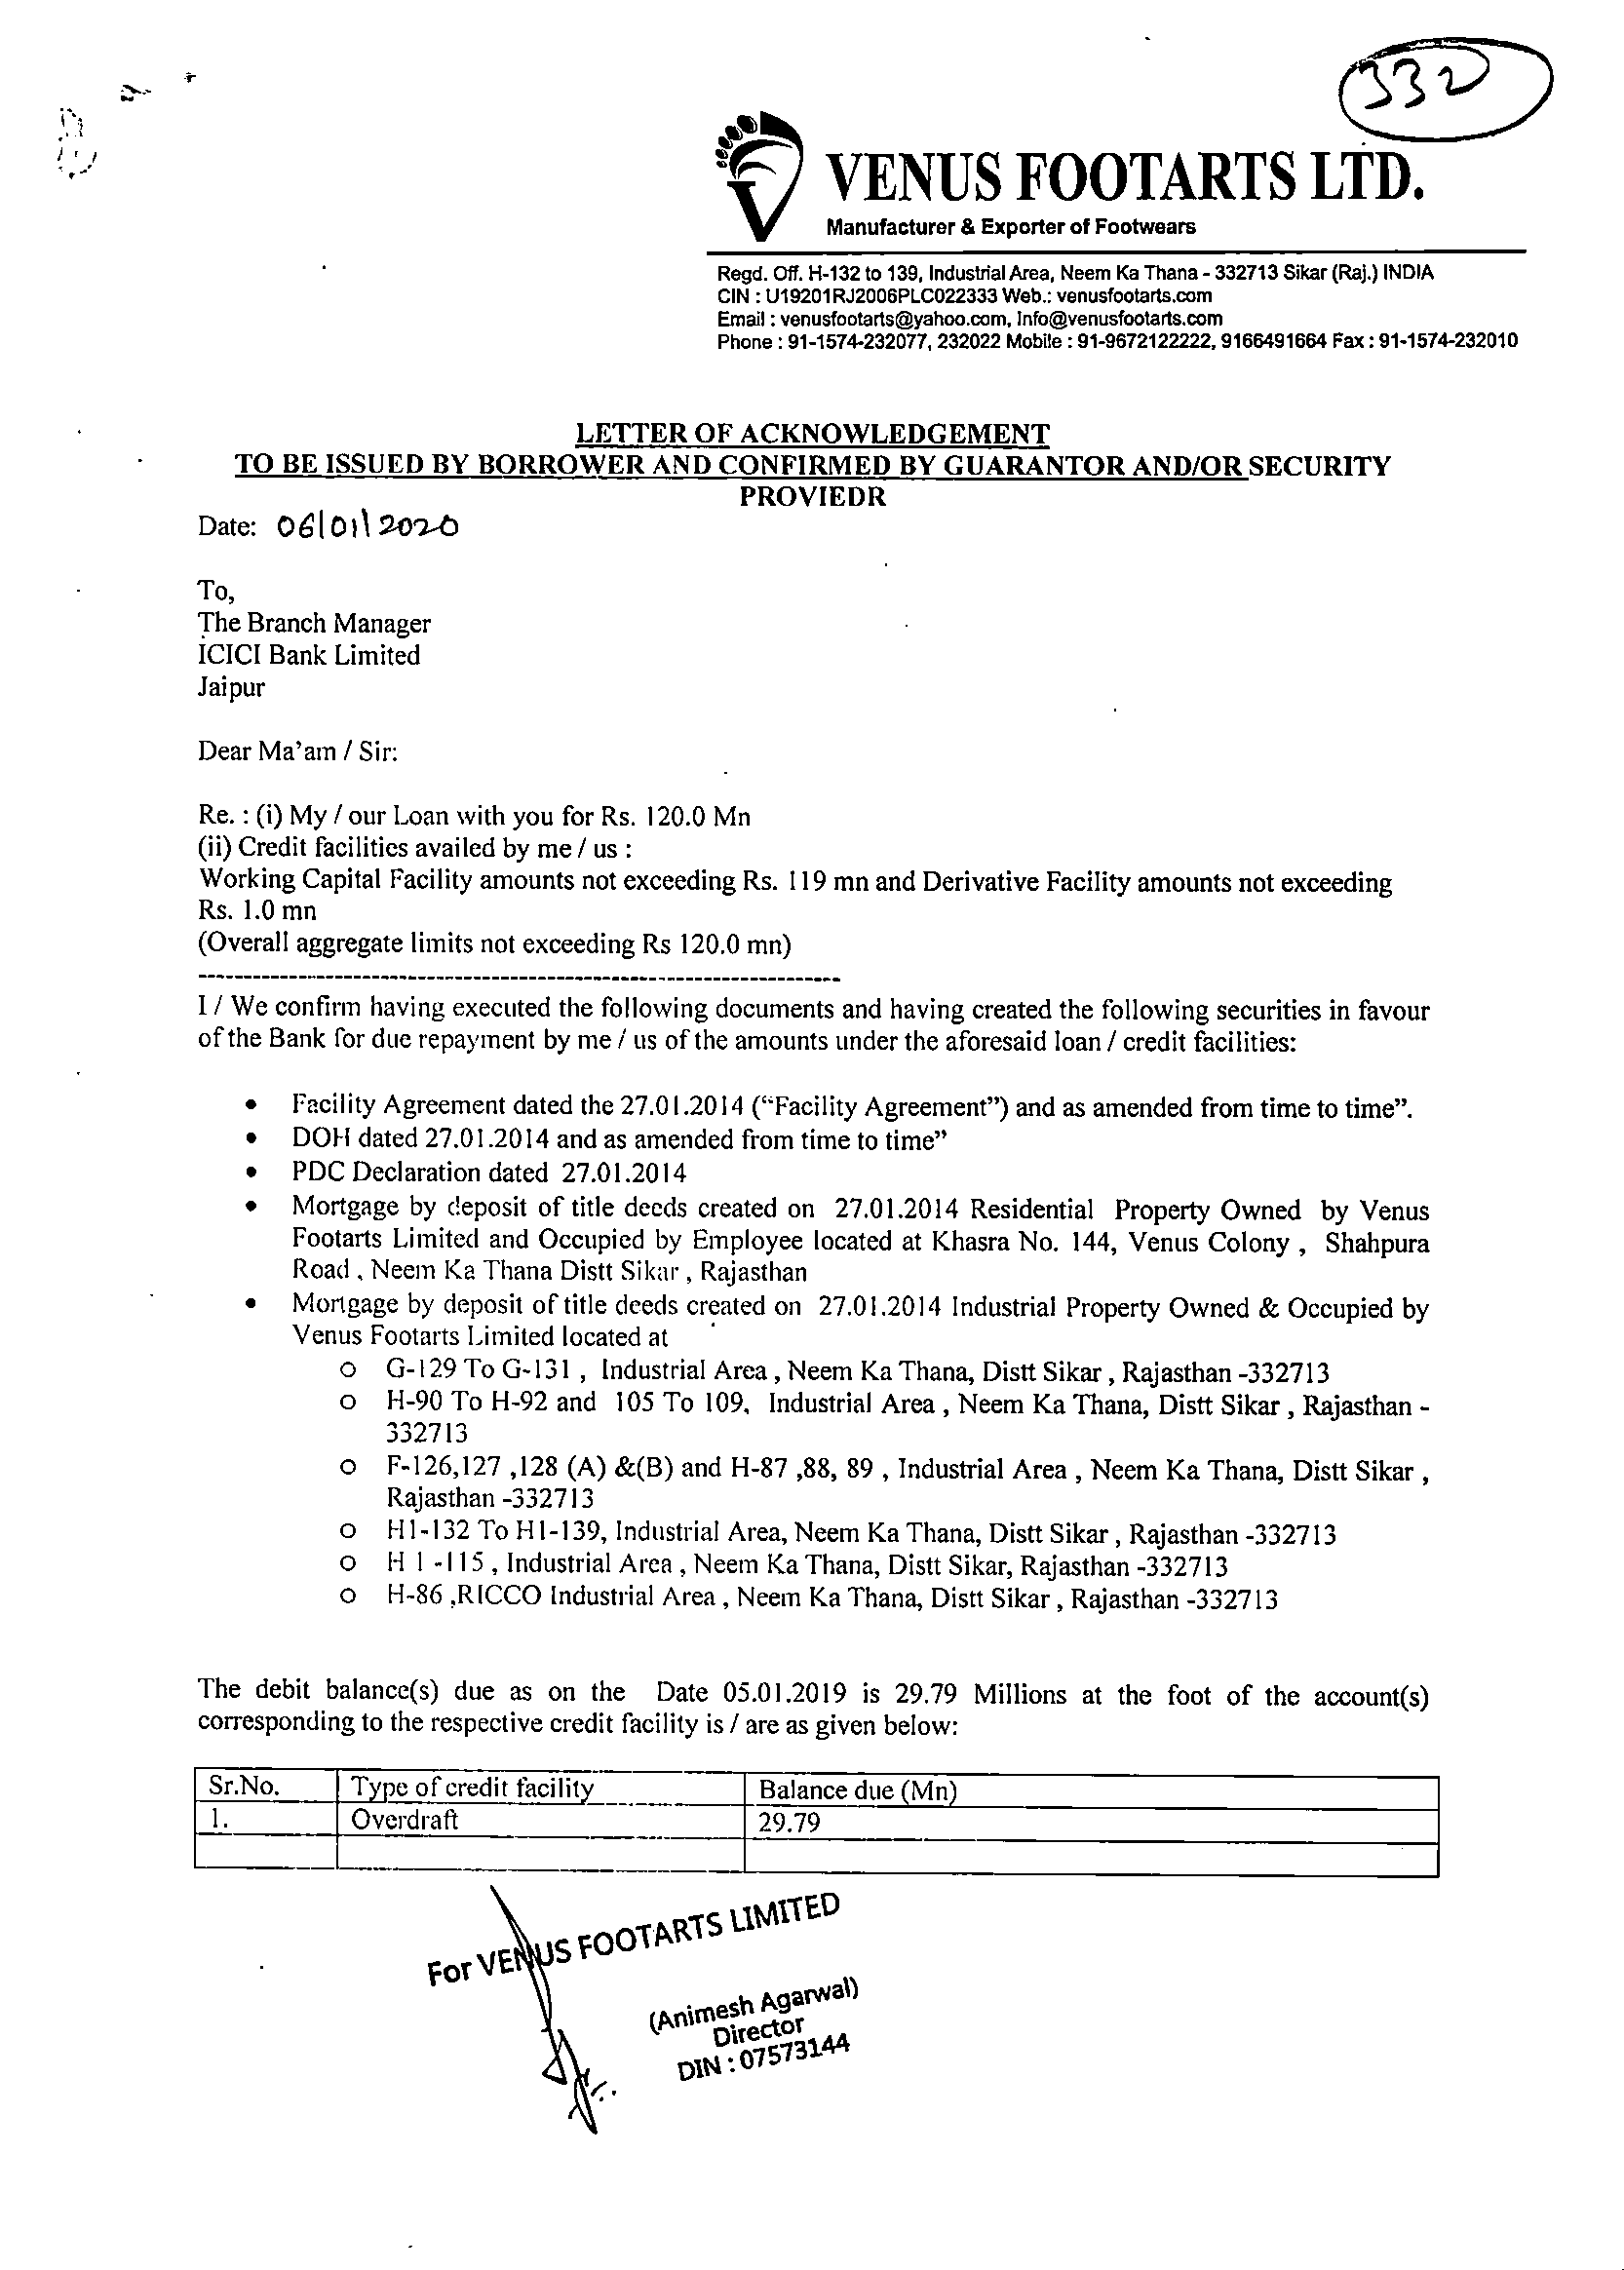 332
VENUS FOOTARTS LTD.
Manufacturer & Exporter of Footwears
Regd. Off. H-132 to 139, Industrial Area, Neem Ka Thana - 332713 Sikar (Raj.) INDIA
CIN : U19201RJ2006PLC022333 Web.: venusfootarts.com
Email : venusfootarts@yahoo.com, Info@venusfootarts.com
Phone : 91-1574-232077, 232022 Mobile : 91-9672122222, 9166491664 Fax : 91-1574-232010
LETTER OF ACKNOWLEDGEMENT
TO BE ISSUED BY BORROWER AND CONFIRMED BY GUARANTOR AND/OR SECURITY
PROVIEDR
Date: 06|01|2020
To,
The Branch Manager
ICICI Bank Limited
Jaipur
Dear Ma'am / Sir:
Re. : (i) My / our Loan with you for Rs. 120.0 Mn
(ii) Credit facilities availed by me / us :
Working Capital Facility amounts not exceeding Rs. 119 mn and Derivative Facility amounts not exceeding
Rs. 1.0 mn
(Overall aggregate limits not exceeding Rs 120.0 mn)
-----------------------------------------------------------------------
I / We confirm having executed the following documents and having created the following securities in favour
of the Bank for due repayment by me / us of the amounts under the aforesaid loan / credit facilities:
• Facility Agreement dated the 27.01.2014 ("Facility Agreement") and as amended from time to time".
• DOH dated 27.01.2014 and as amended from time to time"
• PDC Declaration dated 27.01.2014
• Mortgage by deposit of title deeds created on 27.01.2014 Residential Property Owned by Venus
Footarts Limited and Occupied by Employee located at Khasra No. 144, Venus Colony , Shahpura
Road , Neem Ka Thana Distt Sikar , Rajasthan
• Mortgage by deposit of title deeds created on 27.01.2014 Industrial Property Owned & Occupied by
Venus Footarts Limited located at
o G-129 To G-131 , Industrial Area , Neem Ka Thana, Distt Sikar , Rajasthan -332713
o H-90 To H-92 and 105 To 109, Industrial Area , Neem Ka Thana, Distt Sikar , Rajasthan -
332713
o F-126,127 ,128 (A) &(B) and H-87 ,88, 89 , Industrial Area , Neem Ka Thana, Distt Sikar ,
Rajasthan -332713
o H1-132 To H1-139, Industrial Area, Neem Ka Thana, Distt Sikar , Rajasthan -332713
o H 1 -115 , Industrial Area , Neem Ka Thana, Distt Sikar, Rajasthan -332713
o H-86 ,RICCO Industrial Area , Neem Ka Thana, Distt Sikar , Rajasthan -332713
The debit balance(s) due as on the Date 05.01.2019 is 29.79 Millions at the foot of the account(s)
corresponding to the respective credit facility is / are as given below:
Sr.No. Type of credit facility Balance due (Mn)
1. Overdraft 29.79
For VENUS FOOTARTS LIMITED
(Animesh Agarwal)
Director
DIN : 07573144